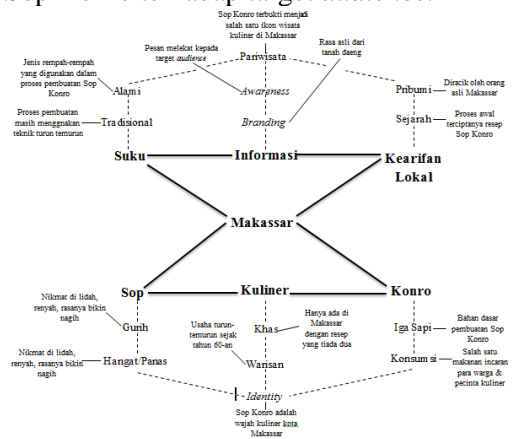 Sop Konro terbukti menjadi
salah satu ikon wisata
kuliner di Makassar
Pesan melekat kepada
target audience
Rasa asli dari
tanah daeng
Pariwisata
Jenis rempah-rempah
yang digunakan dalam
proses pembuatan Sop
Konro
Alami
Awareness
Pribumi
Diracik oleh orang
asli Makassar
Proses pembuatan
masih menggnakan
teknik turun temurun
Tradisional
Branding
Sejarah
Proses awal
terciptanya resep
Sop Konro
Suku
Informasi
Kearifan
Lokal
Makassar
Sop
Kuliner
Konro
Nikmat di lidah,
renyah, rasanya bikin
nagih
Gurih
Usaha turun-
temurun sejak
tahun 60-an
Khas
Hanya ada di
Makassar
dengan resep
yang tiada dua
Iga Sapi
Bahan dasar
pembuatan Sop
Konro
Nikmat di lidah,
renyah, rasanya bikin
nagih
Hangat/Panas
Warisan
Konsumsi
Salah satu
makanan incaran
para warga &
pecinta kuliner
Identity
Sop Konro adalah
wajah kuliner kota
Makassar